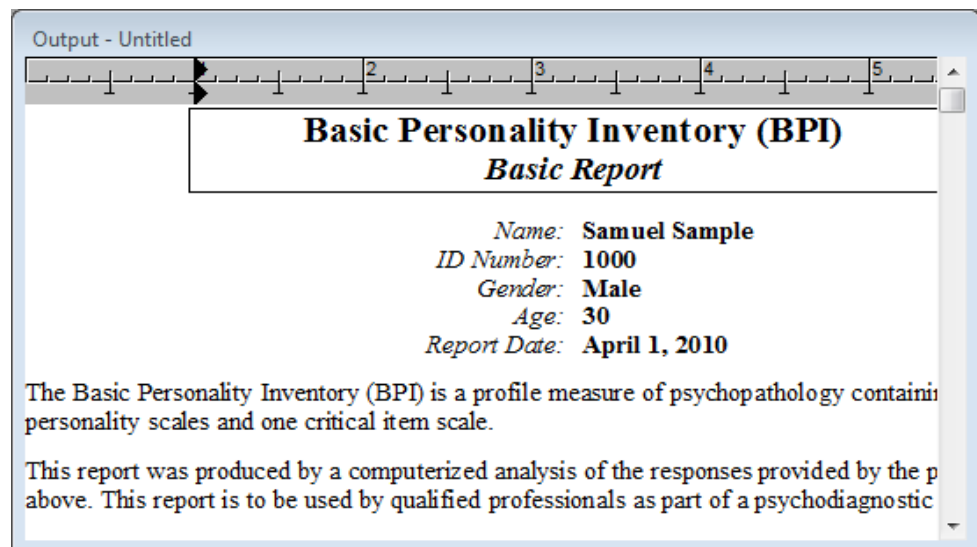 Output - Untitled
1 2 3 4 5
Basic Personality Inventory (BPI)
Basic Report
Name: Samuel Sample
ID Number: 1000
Gender: Male
Age: 30
Report Date: April 1, 2010
The Basic Personality Inventory (BPI) is a profile measure of psychopathology containin
personality scales and one critical item scale.
This report was produced by a computerized analysis of the responses provided by the p
above. This report is to be used by qualified professionals as part of a psychodiagnostic